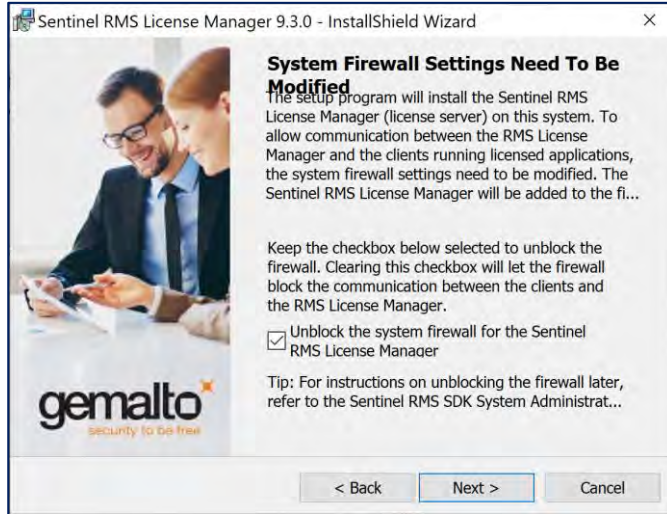 Sentinel RMS License Manager 9.3.0 - InstallShield Wizard
System Firewall Settings Need To Be
Modified
The setup program will install the Sentinel RMS
License Manager (license server) on this system. To
allow communication between the RMS License
Manager and the clients running licensed applications,
the system firewall settings need to be modified. The
Sentinel RMS License Manager will be added to the fi...
Keep the checkbox below selected to unblock the
firewall. Clearing this checkbox will let the firewall
block the communication between the clients and
the RMS License Manager.
Unblock the system firewall for the Sentinel
RMS License Manager
Tip: For instructions on unblocking the firewall later,
refer to the Sentinel RMS SDK System Administrat...
gemalto
security to be free
< Back
Next >
Cancel